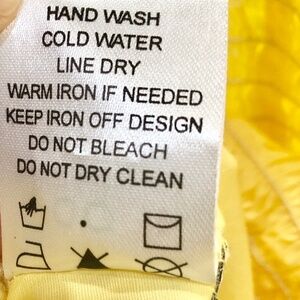 HAND WASH
COLD WATER
LINE DRY
WARM IRON IF NEEDED
KEEP IRON OFF DESIGN
DO NOT BLEACH
DO NOT DRY CLEAN